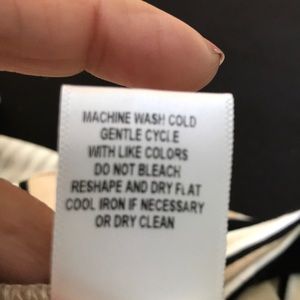 MACHINE WASH COLD
GENTLE CYCLE
WITH LIKE COLORS
DO NOT BLEACH
RESHAPE AND DRY FLAT
COOL IRON IF NECESSARY
OR DRY CLEAN